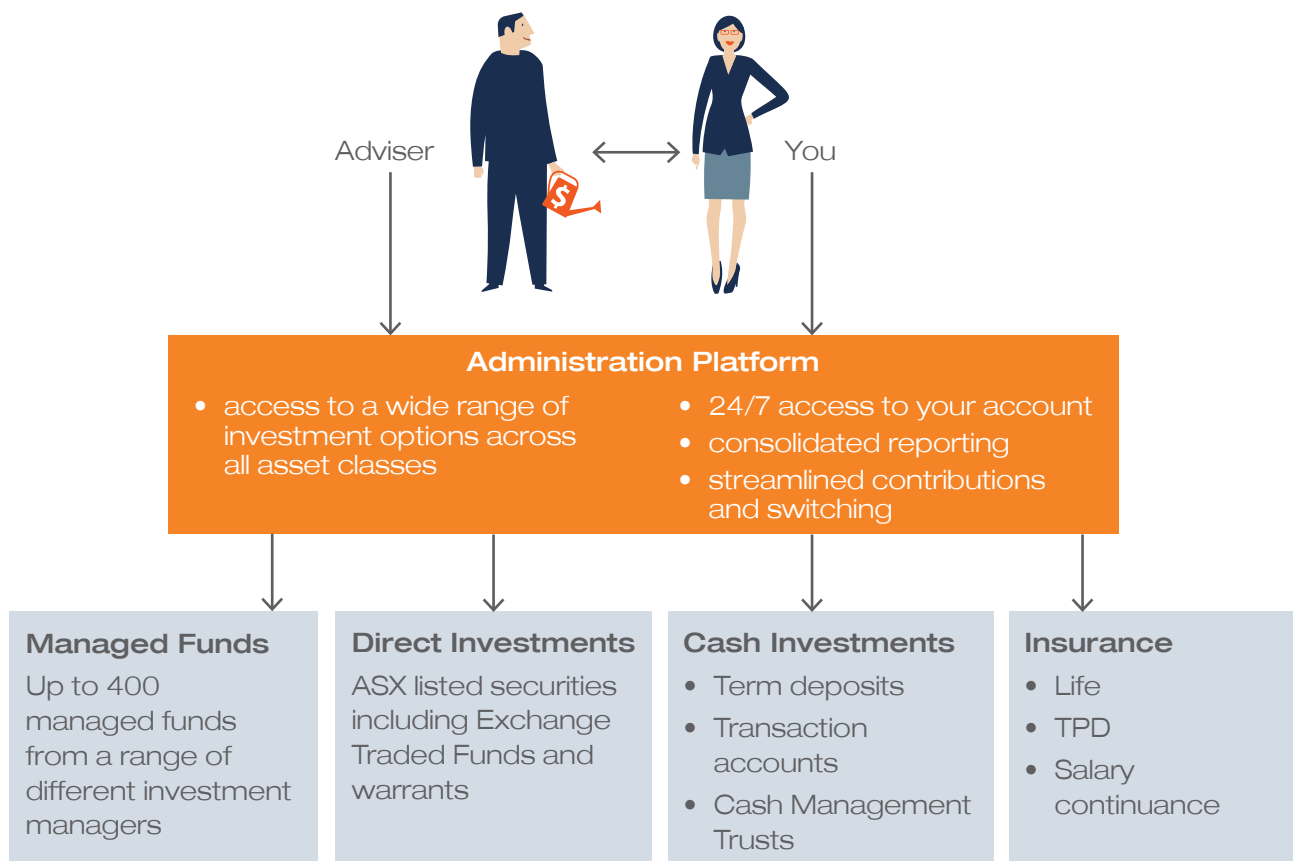 Adviser
You
$
Administration Platform
• access to a wide range of
investment options across
all asset classes
• 24/7 access to your account
• consolidated reporting
• streamlined contributions
and switching
Managed Funds
Up to 400
managed funds
from a range of
different investment
managers
Direct Investments
ASX listed securities
including Exchange
Traded Funds and
warrants
Cash Investments
• Term deposits
• Transaction
accounts
• Cash Management
Trusts
Insurance
• Life
• TPD
• Salary
continuance